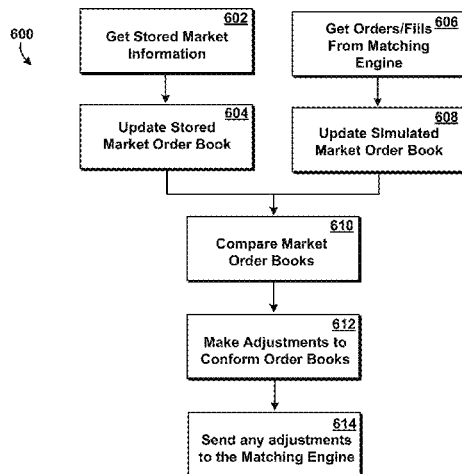 600
602
Get Stored Market
Information
606
Get Orders/Fills
From Matching
Engine
604
Update Stored
Market Order Book
608
Update Simulated
Market Order Book
610
Compare Market
Order Books
612
Make Adjustments to
Conform Order Books
614
Send any adjustments
to the Matching Engine